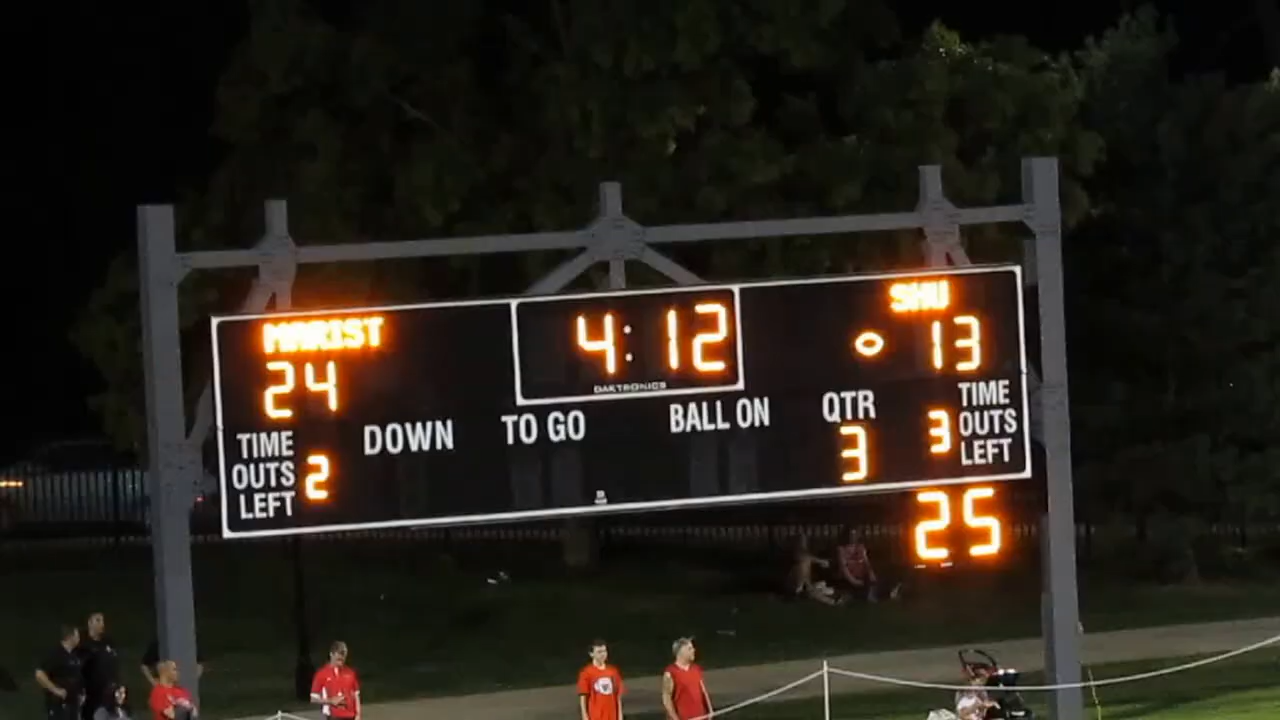 MARIST
24
4:12
DAKTRONICS
SHU
13
TIME
OUTS
LEFT
2
DOWN
TO GO
BALL ON
QTR
3
3
TIME
OUTS
LEFT
25